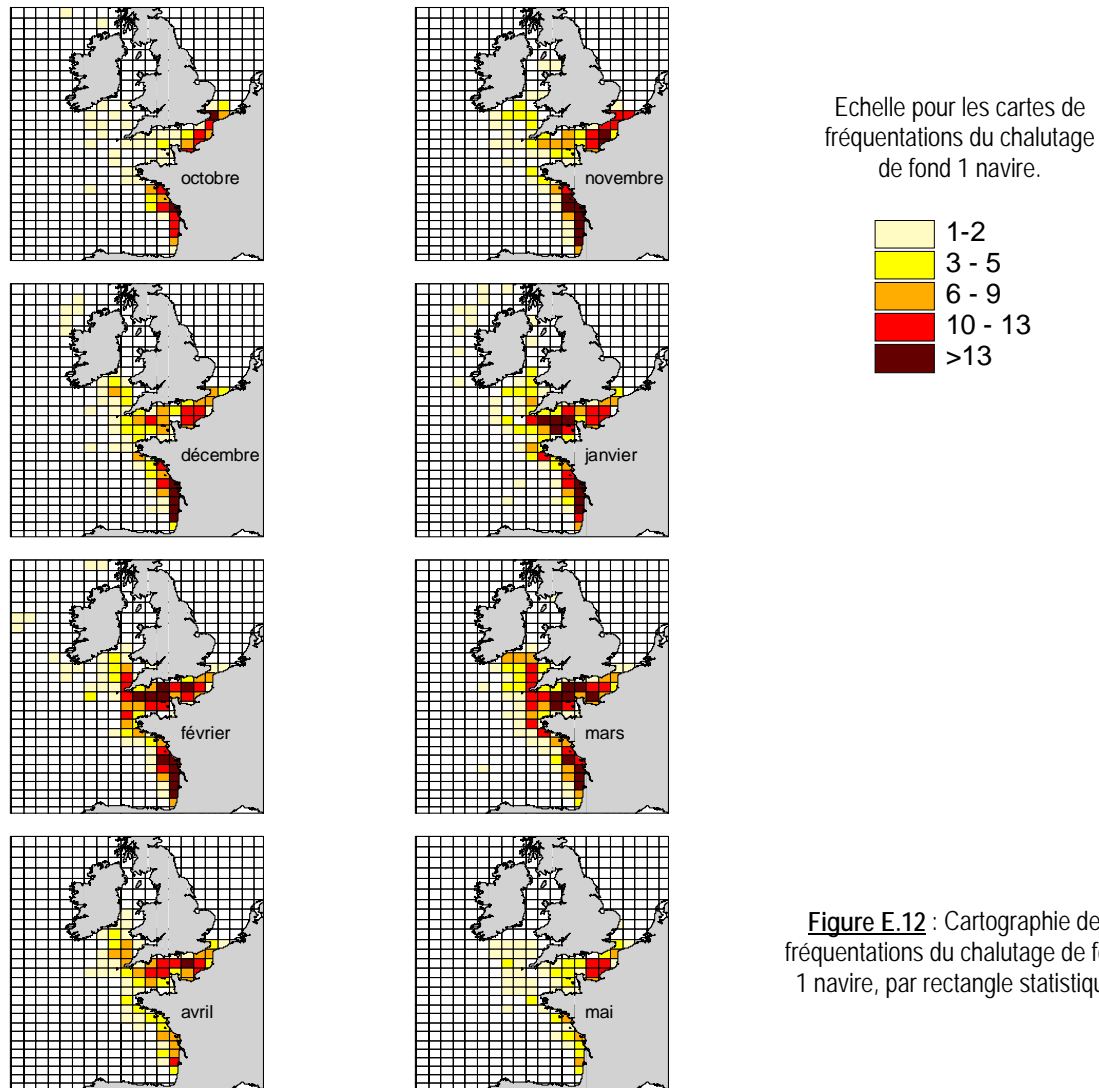 octobre
novembre
Echelle pour les cartes de
fréquentations du chalutage
de fond 1 navire.
1-2
3 - 5
6 - 9
10 - 13
>13
décembre
janvier
février
mars
avril
mai
Figure E.12 : Cartographie de
fréquentations du chalutage de f
1 navire, par rectangle statistiqu